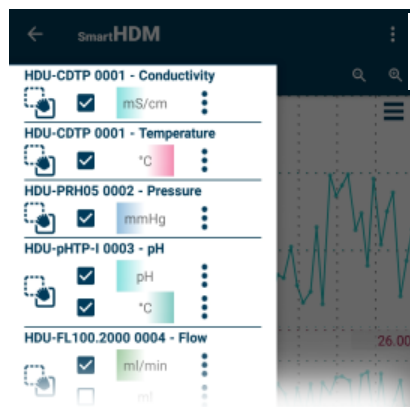 SmartHDM
HDU-CDTP 0001 - Conductivity
mS/cm
HDU-CDTP 0001 - Temperature
°C
HDU-PRH05 0002 - Pressure
mmHg
HDU-pHTP-I 0003 - pH
pH
°C
HDU-FL100.2000 0004 - Flow
26.00
ml/min
ml